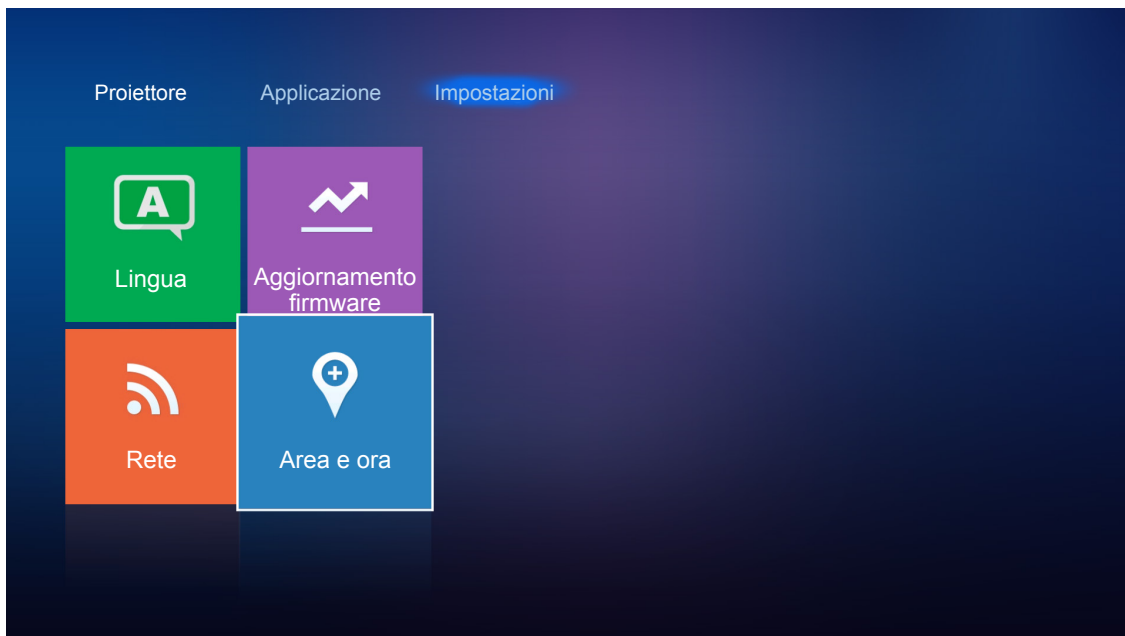 Proiettore Applicazione Impostazioni
A
Lingua
Aggiornamento
firmware
Rete
Area e ora